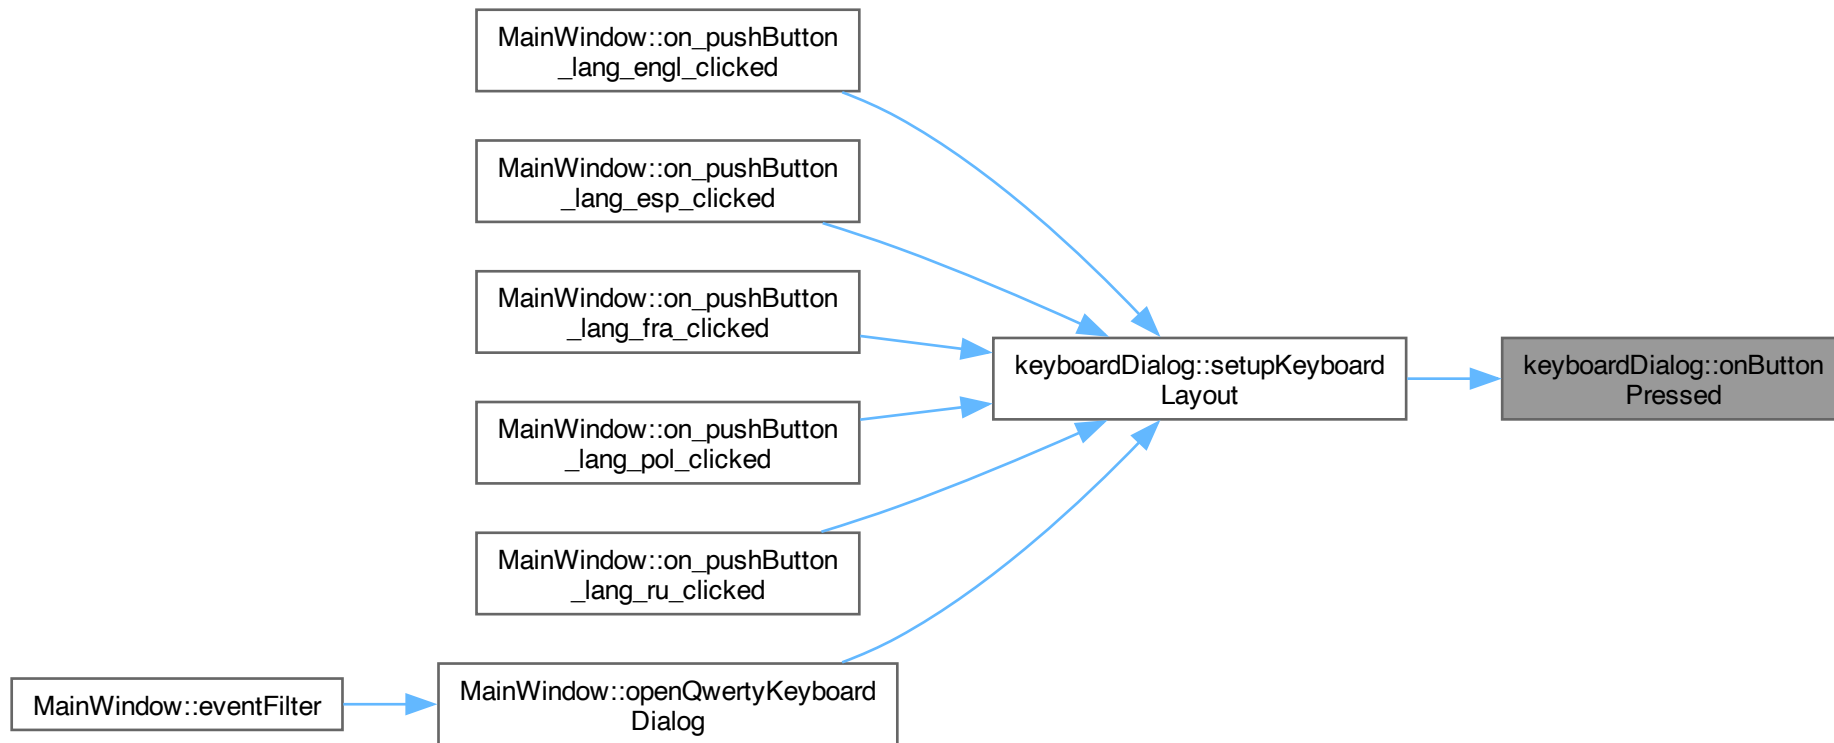 MainWindow::on_pushButton
_lang_engl_clicked
MainWindow::on_pushButton
_lang_esp_clicked
MainWindow::on_pushButton
_lang_fra_clicked
keyboardDialog::setupKeyboard
Layout
keyboardDialog::onButton
Pressed
MainWindow::on_pushButton
_lang_pol_clicked
MainWindow::on_pushButton
_lang_ru_clicked
MainWindow::eventFilter
MainWindow::openQwertyKeyboard
Dialog